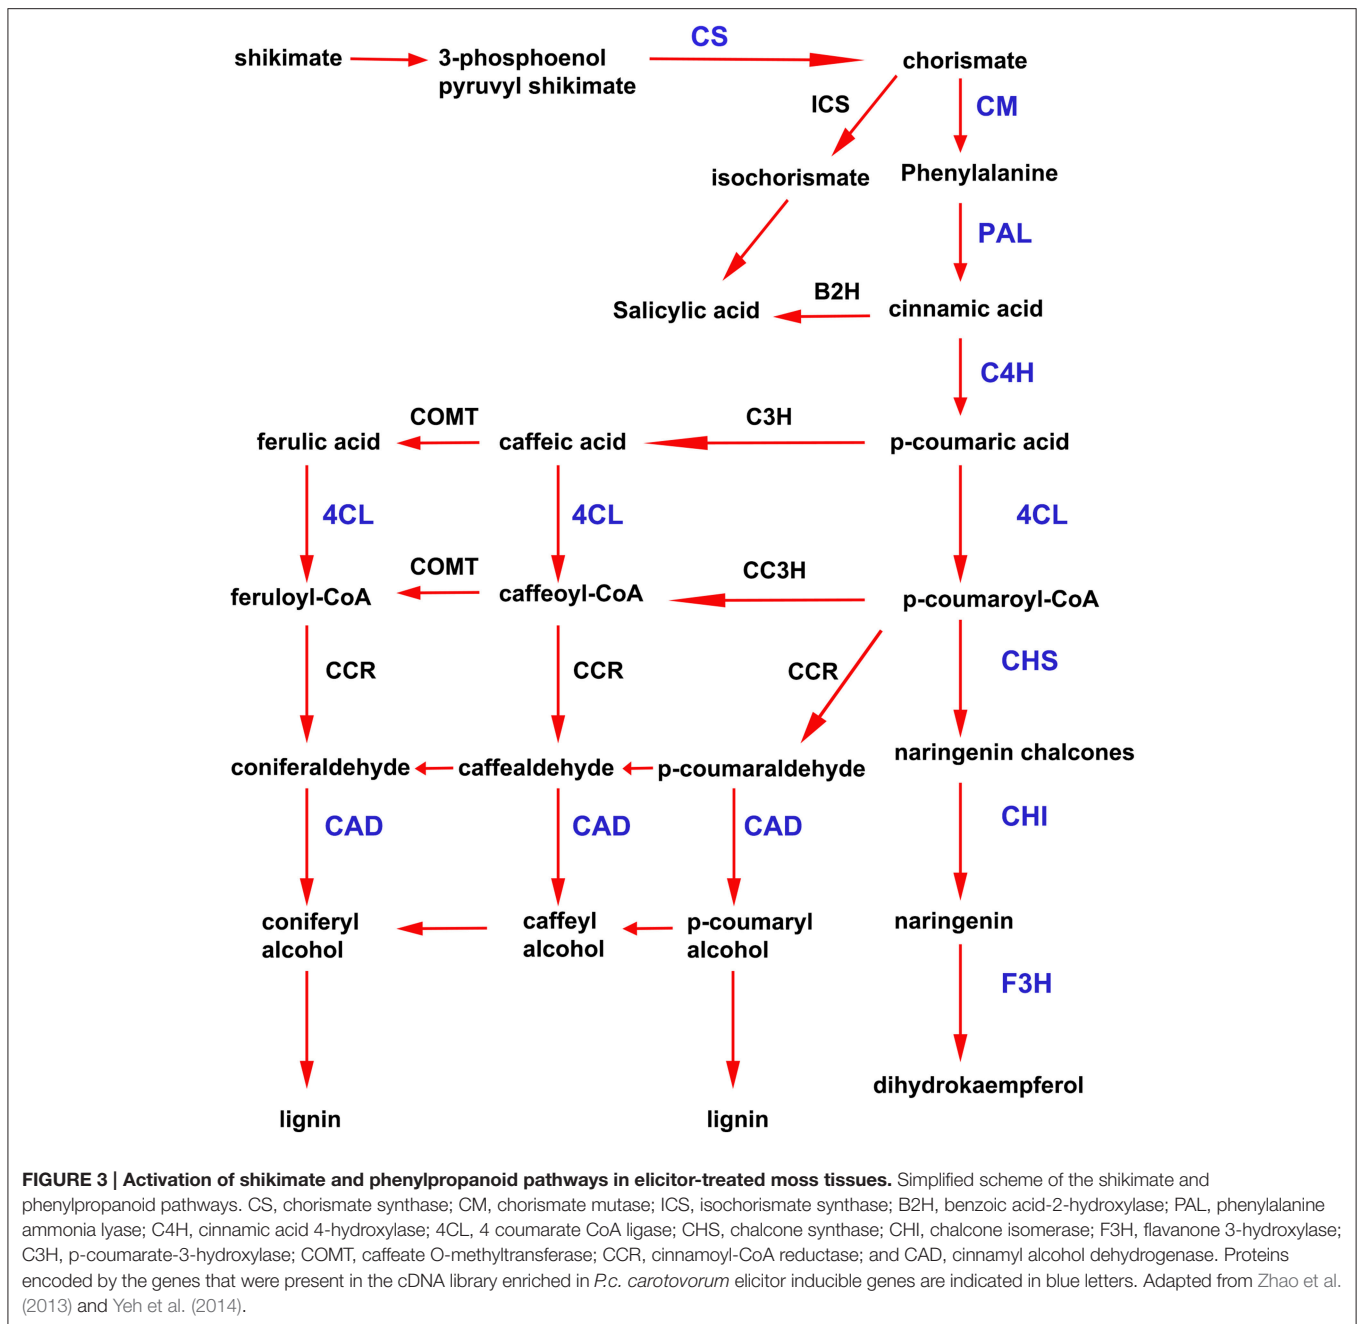 CS
shikimate
3-phosphoenol
pyruvyl shikimate
chorismate
ICS
CM
isochorismate
Phenylalanine
PAL
B2H
Salicylic acid
cinnamic acid
C4H
COMT
C3H
ferulic acid
caffeic acid
p-coumaric acid
4CL
4CL
4CL
COMT
CC3H
feruloyl-CoA
caffeoyl-CoA
p-coumaroyl-CoA
CCR
CCR
CCR
CHS
coniferaldehyde
caffealdehyde
p-coumaraldehyde
naringenin chalcones
CAD
CAD
CAD
CHI
coniferyl
alcohol
caffeyl
alcohol
p-coumaryl
alcohol
naringenin
F3H
dihydrokaempferol
lignin
lignin
FIGURE 3 | Activation of shikimate and phenylpropanoid pathways in elicitor-treated moss tissues. Simplified scheme of the shikimate and
phenylpropanoid pathways. CS, chorismate synthase; CM, chorismate mutase; ICS, isochorismate synthase; B2H, benzoic acid-2-hydroxylase; PAL, phenylalanine
ammonia lyase; C4H, cinnamic acid 4-hydroxylase; 4CL, 4 coumarate CoA ligase; CHS, chalcone synthase; CHI, chalcone isomerase; F3H, flavanone 3-hydroxylase;
C3H, p-coumarate-3-hydroxylase; COMT, caffeate O-methyltransferase; CCR, cinnamoyl-CoA reductase; and CAD, cinnamyl alcohol dehydrogenase. Proteins
encoded by the genes that were present in the cDNA library enriched in P.c. carotovorum elicitor inducible genes are indicated in blue letters. Adapted from Zhao et al.
(2013) and Yeh et al. (2014).